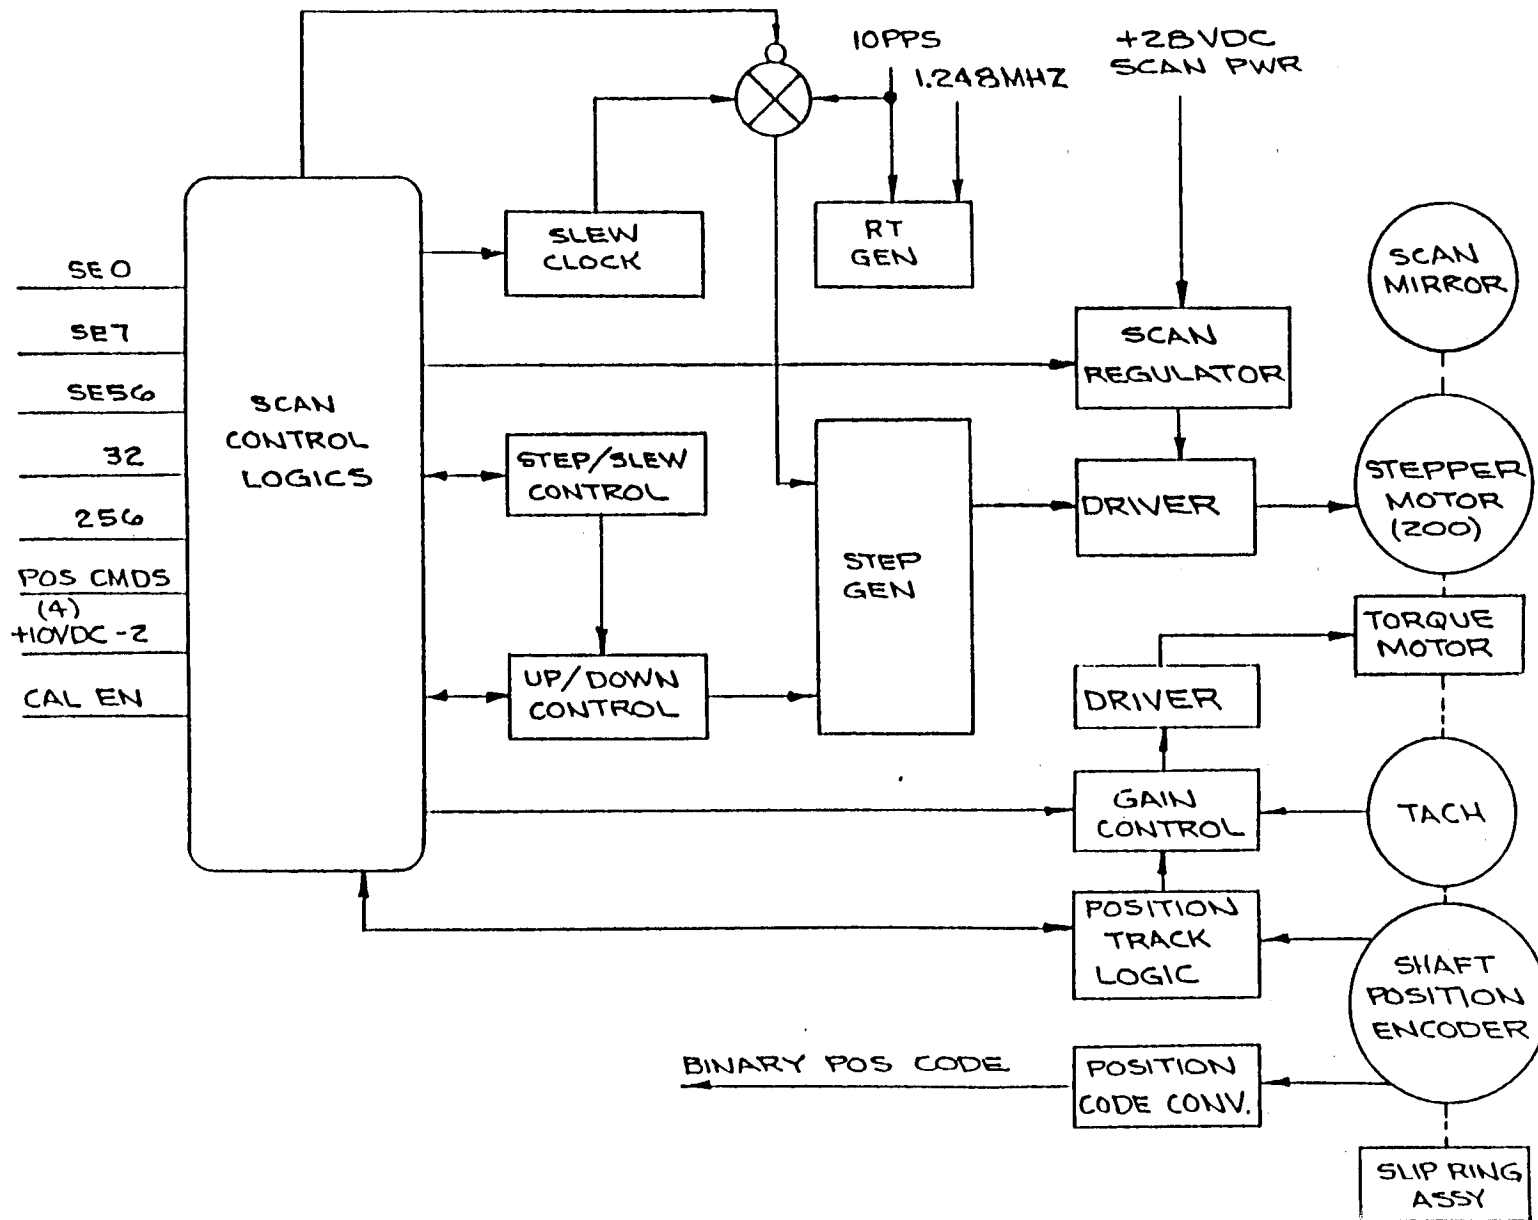 10PPS
1.248MHZ
+28VDC
SCAN PWR
SLEW
CLOCK
RT
GEN
SCAN
MIRROR
SE0
SE7
SE56
32
256
POS CMDS
(4)
+10VDC-2
CAL EN
SCAN
CONTROL
LOGICS
SCAN
REGULATOR
STEP/SLEW
CONTROL
STEP
GEN
DRIVER
STEPPER
MOTOR
(200)
UP/DOWN
CONTROL
TORQUE
MOTOR
DRIVER
GAIN
CONTROL
TACH
POSITION
TRACK
LOGIC
SHAFT
POSITION
ENCODER
BINARY POS CODE
POSITION
CODE CONV.
SLIP RING
ASSY